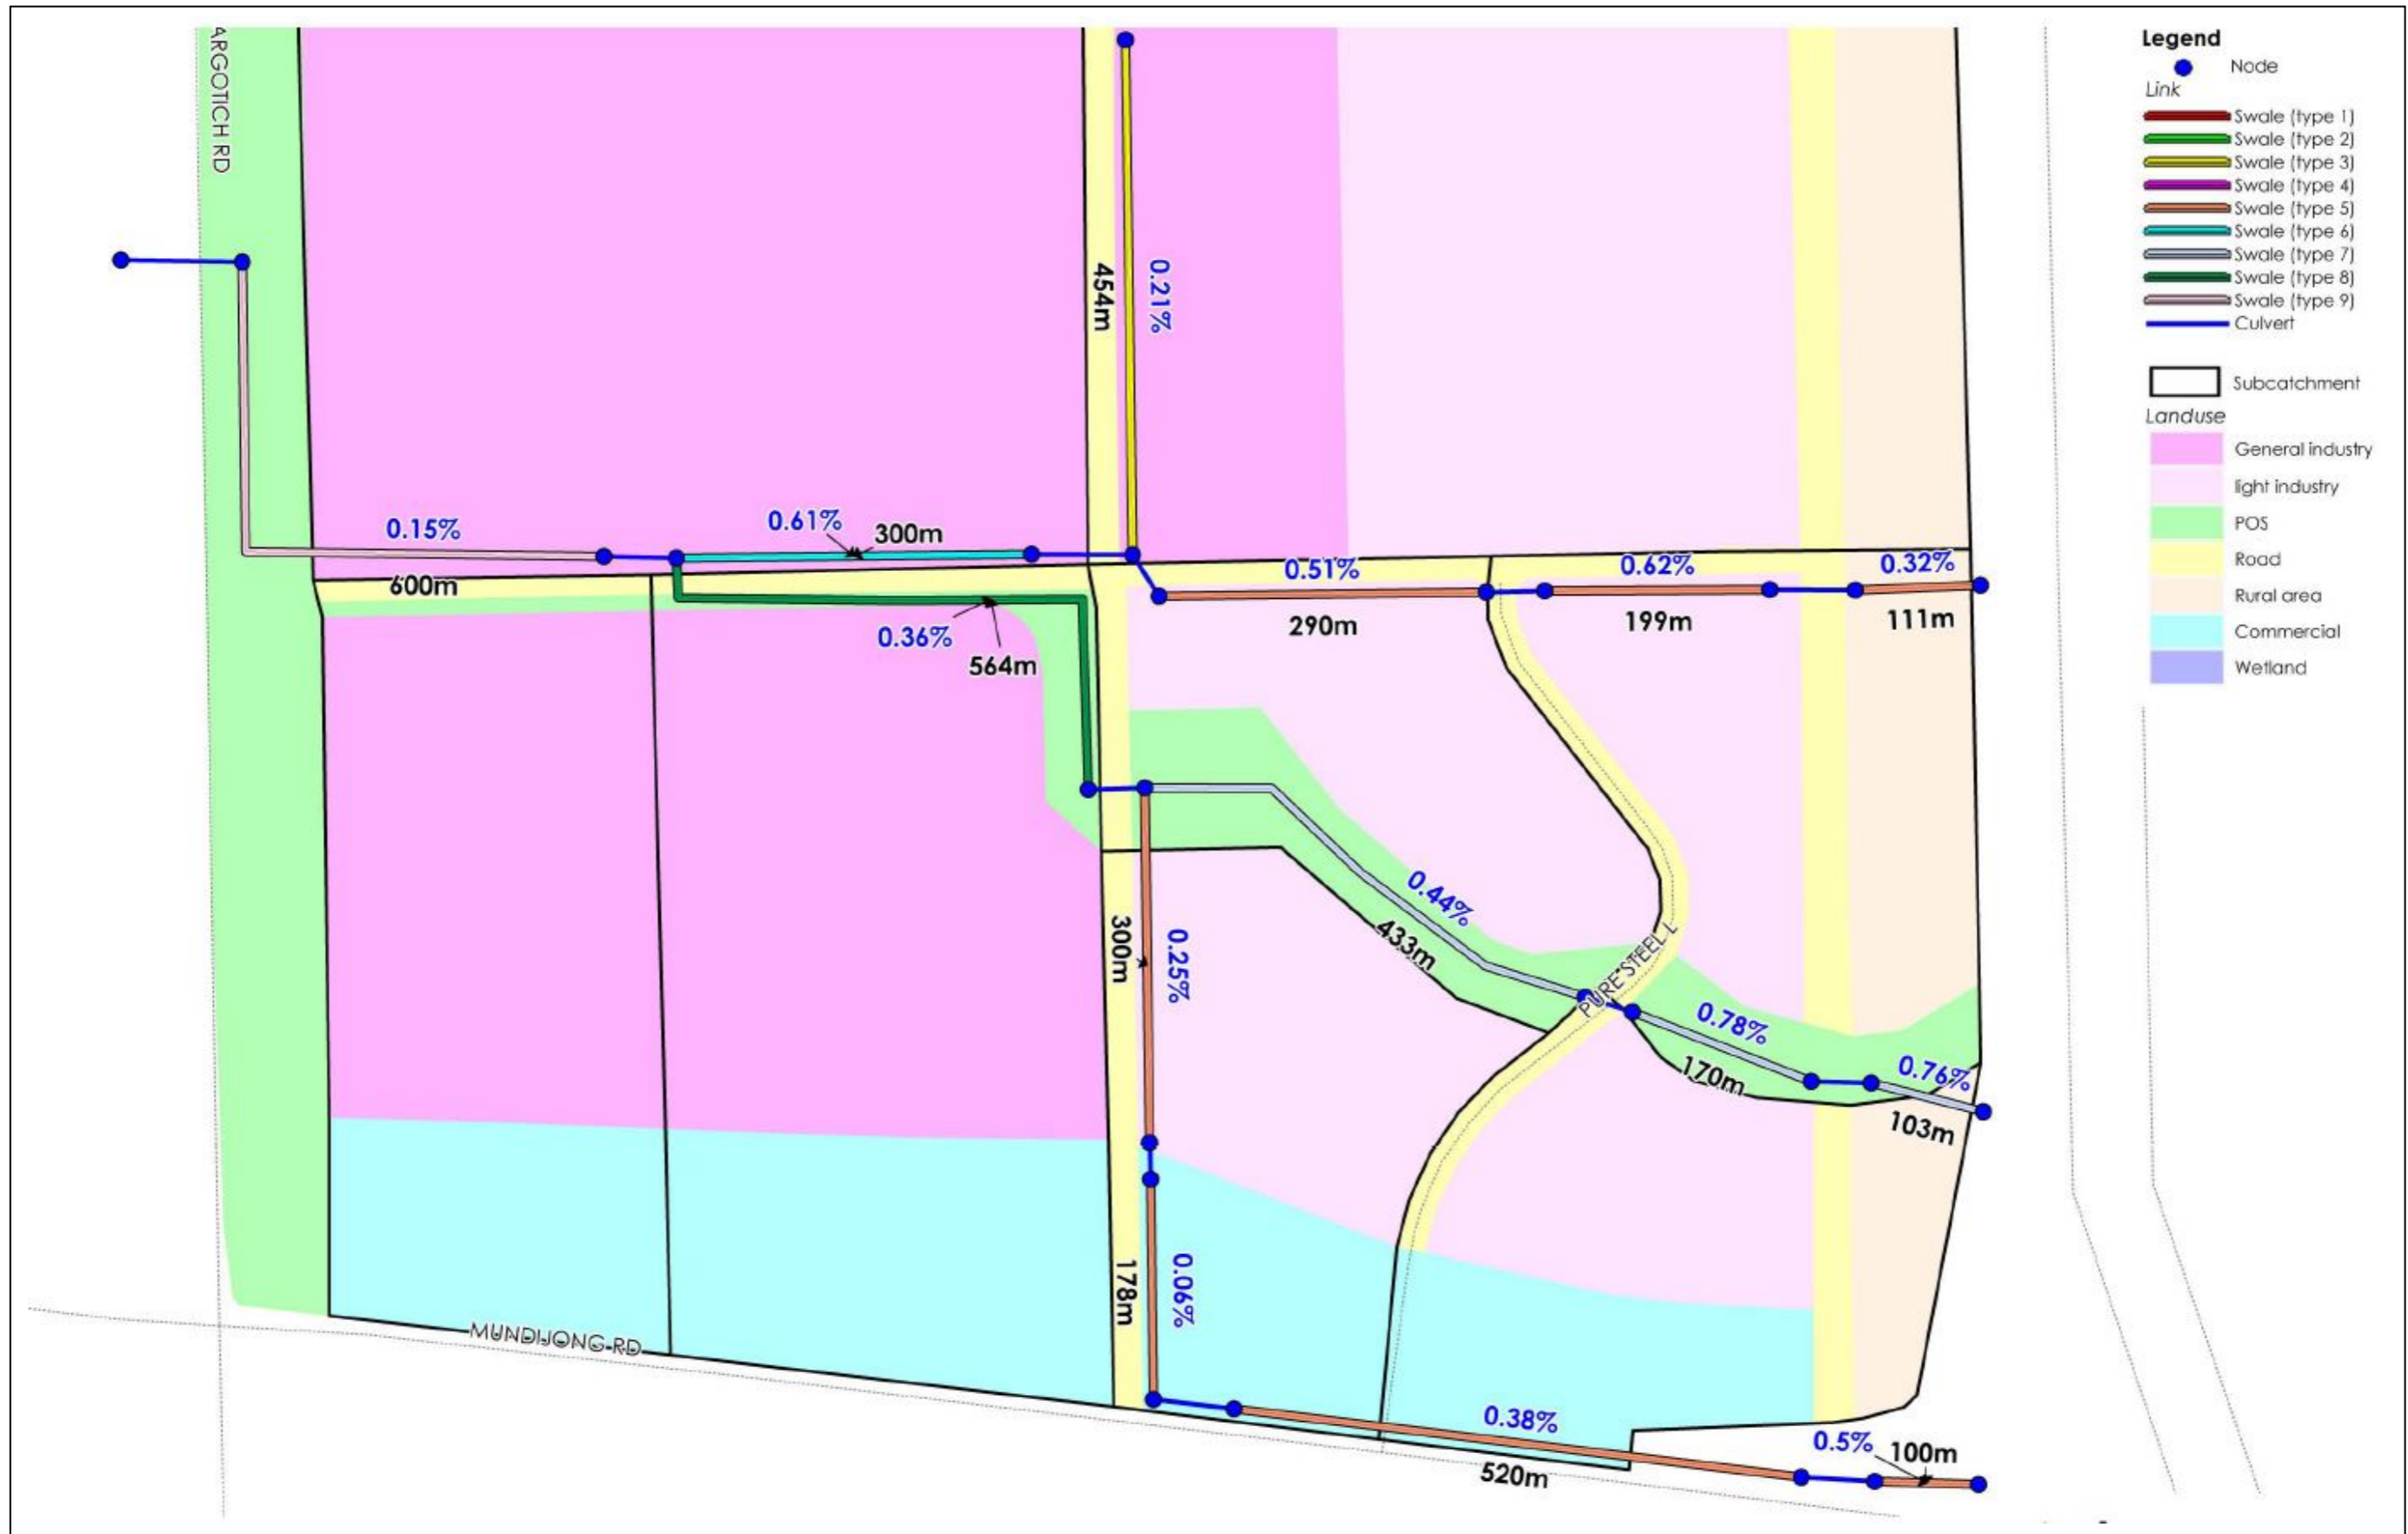 ARGOTICH RD
454m
0.21%
0.15%
0.61%
300m
600m
0.51%
0.62%
0.32%
290m
199m
111m
0.36%
564m
0.44%
433m
300m
0.25%
PURE STEEL L
0.78%
170m
0.76%
103m
178m
0.06%
MUNDIJONG RD
0.38%
520m
0.5%
100m
Legend
Node
Link
Swale (type 1)
Swale (type 2)
Swale (type 3)
Swale (type 4)
Swale (type 5)
Swale (type 6)
Swale (type 7)
Swale (type 8)
Swale (type 9)
Culvert
Subcatchment
Landuse
General industry
light industry
POS
Road
Rural area
Commercial
Wetland